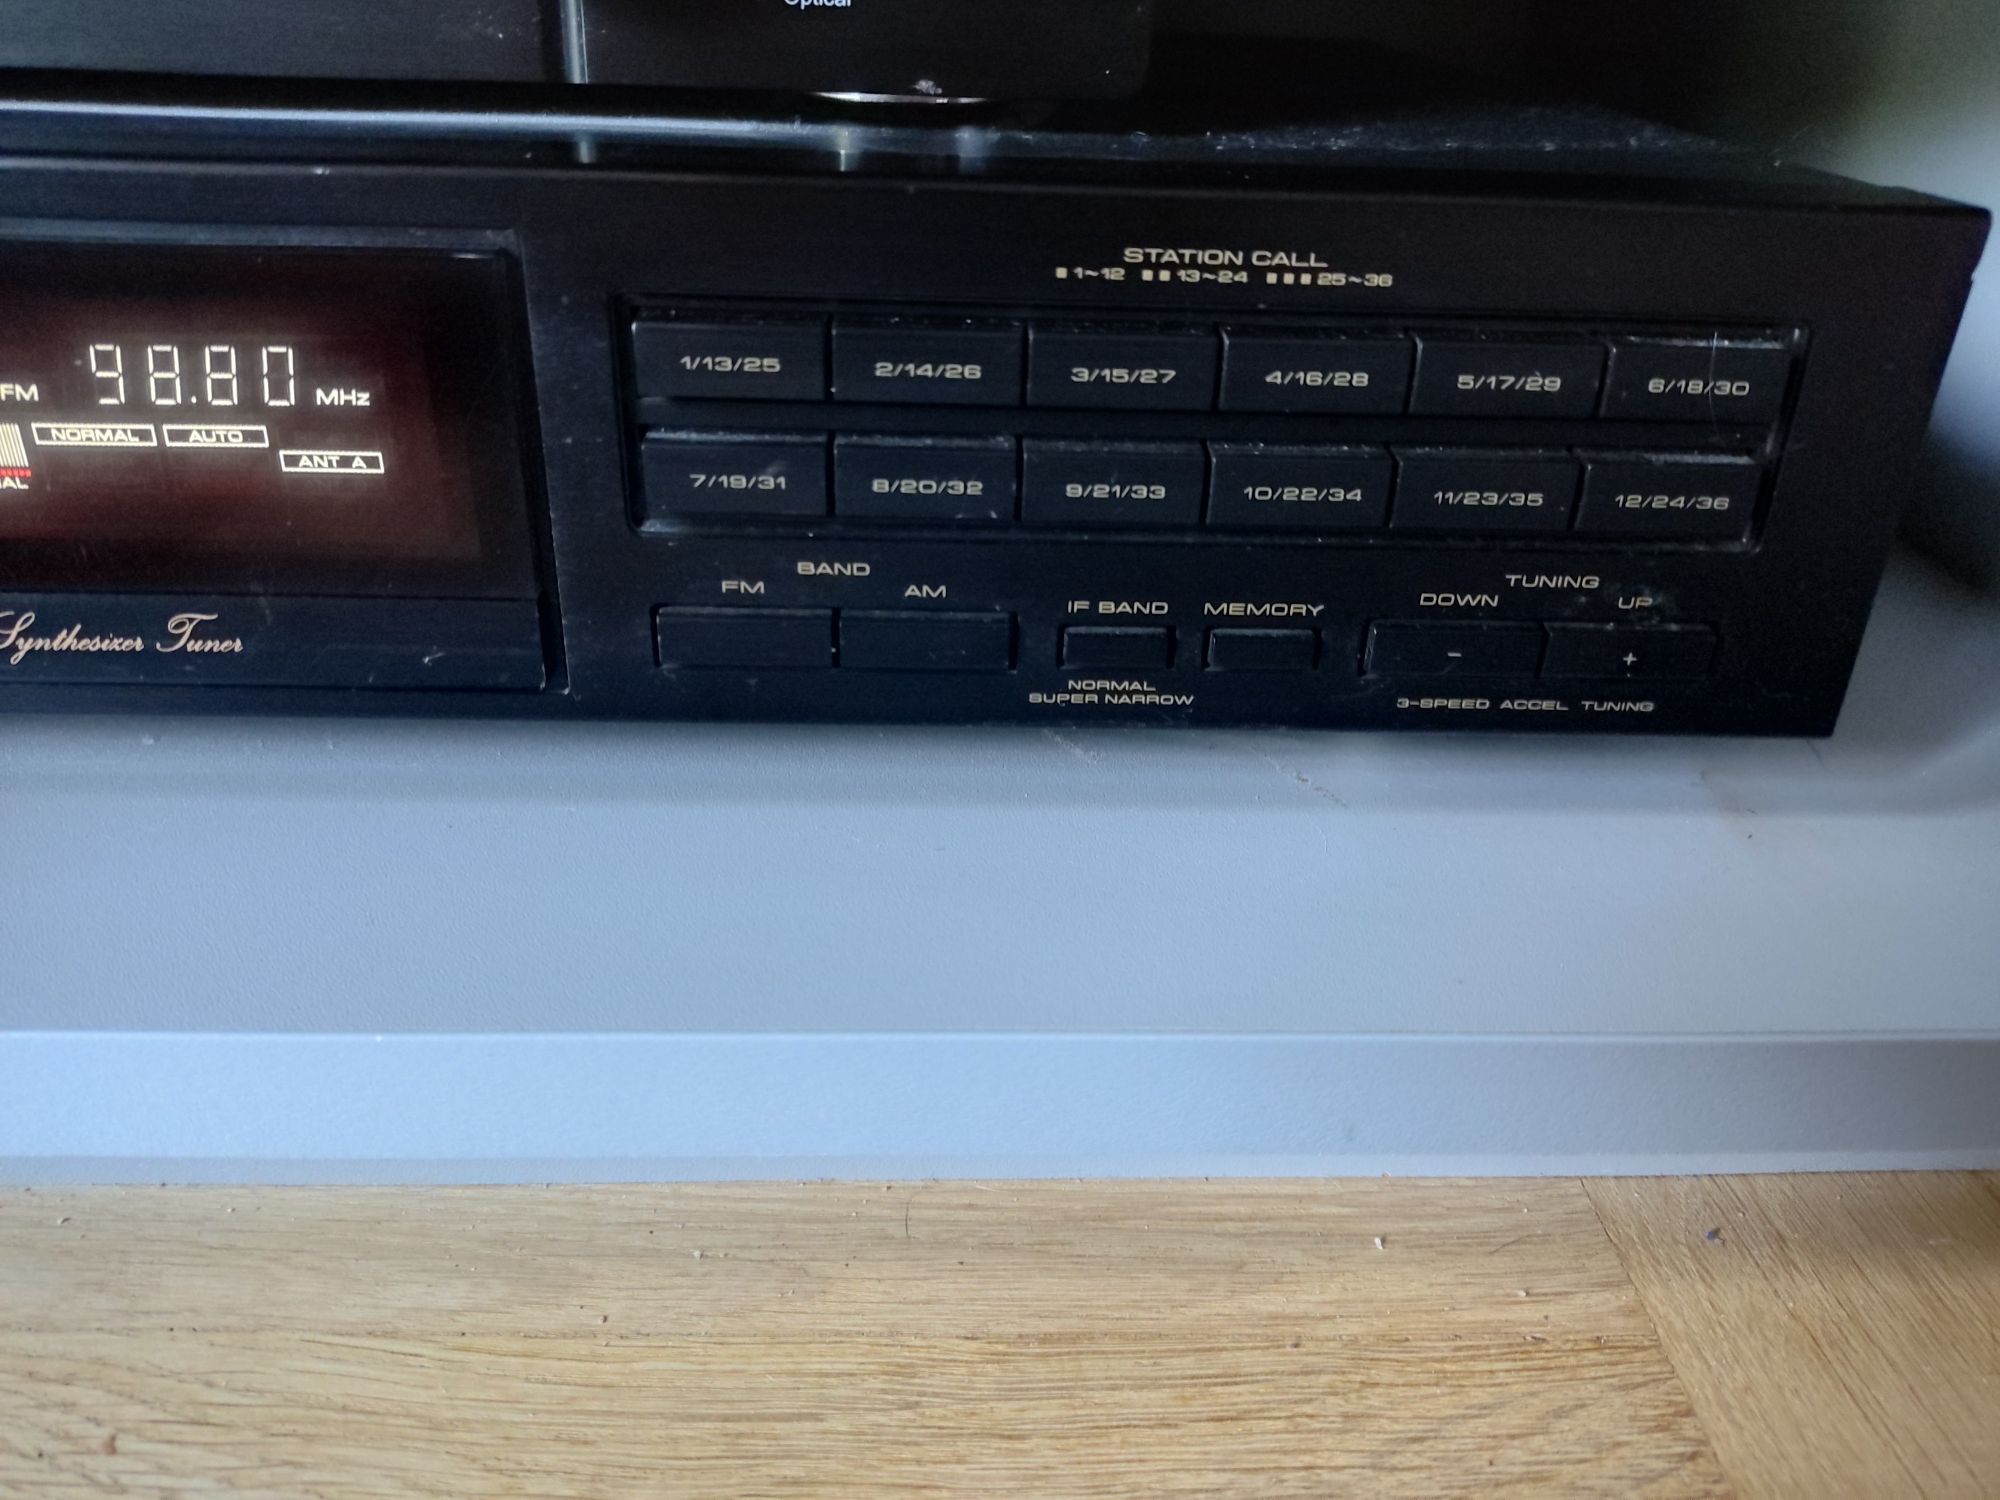 Optical
STATION CALL
1~12 13~24 25~36
1/13/25 2/14/26 3/15/27 4/16/28 5/17/29 6/18/30
FM 98.80 MHz
NORMAL AUTO
ANT A
7/19/31 8/20/32 9/21/33 10/22/34 11/23/35 12/24/36
BAND
FM AM
IF BAND MEMORY
TUNING
DOWN UP
- +
Synthesizer Tuner
NORMAL
SUPER NARROW
3-SPEED ACCEL TUNING